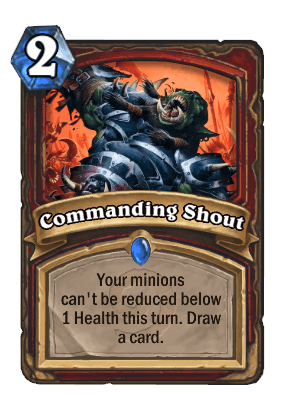 2
Commanding Shout
Your minions
can't be reduced below
1 Health this turn. Draw
a card.